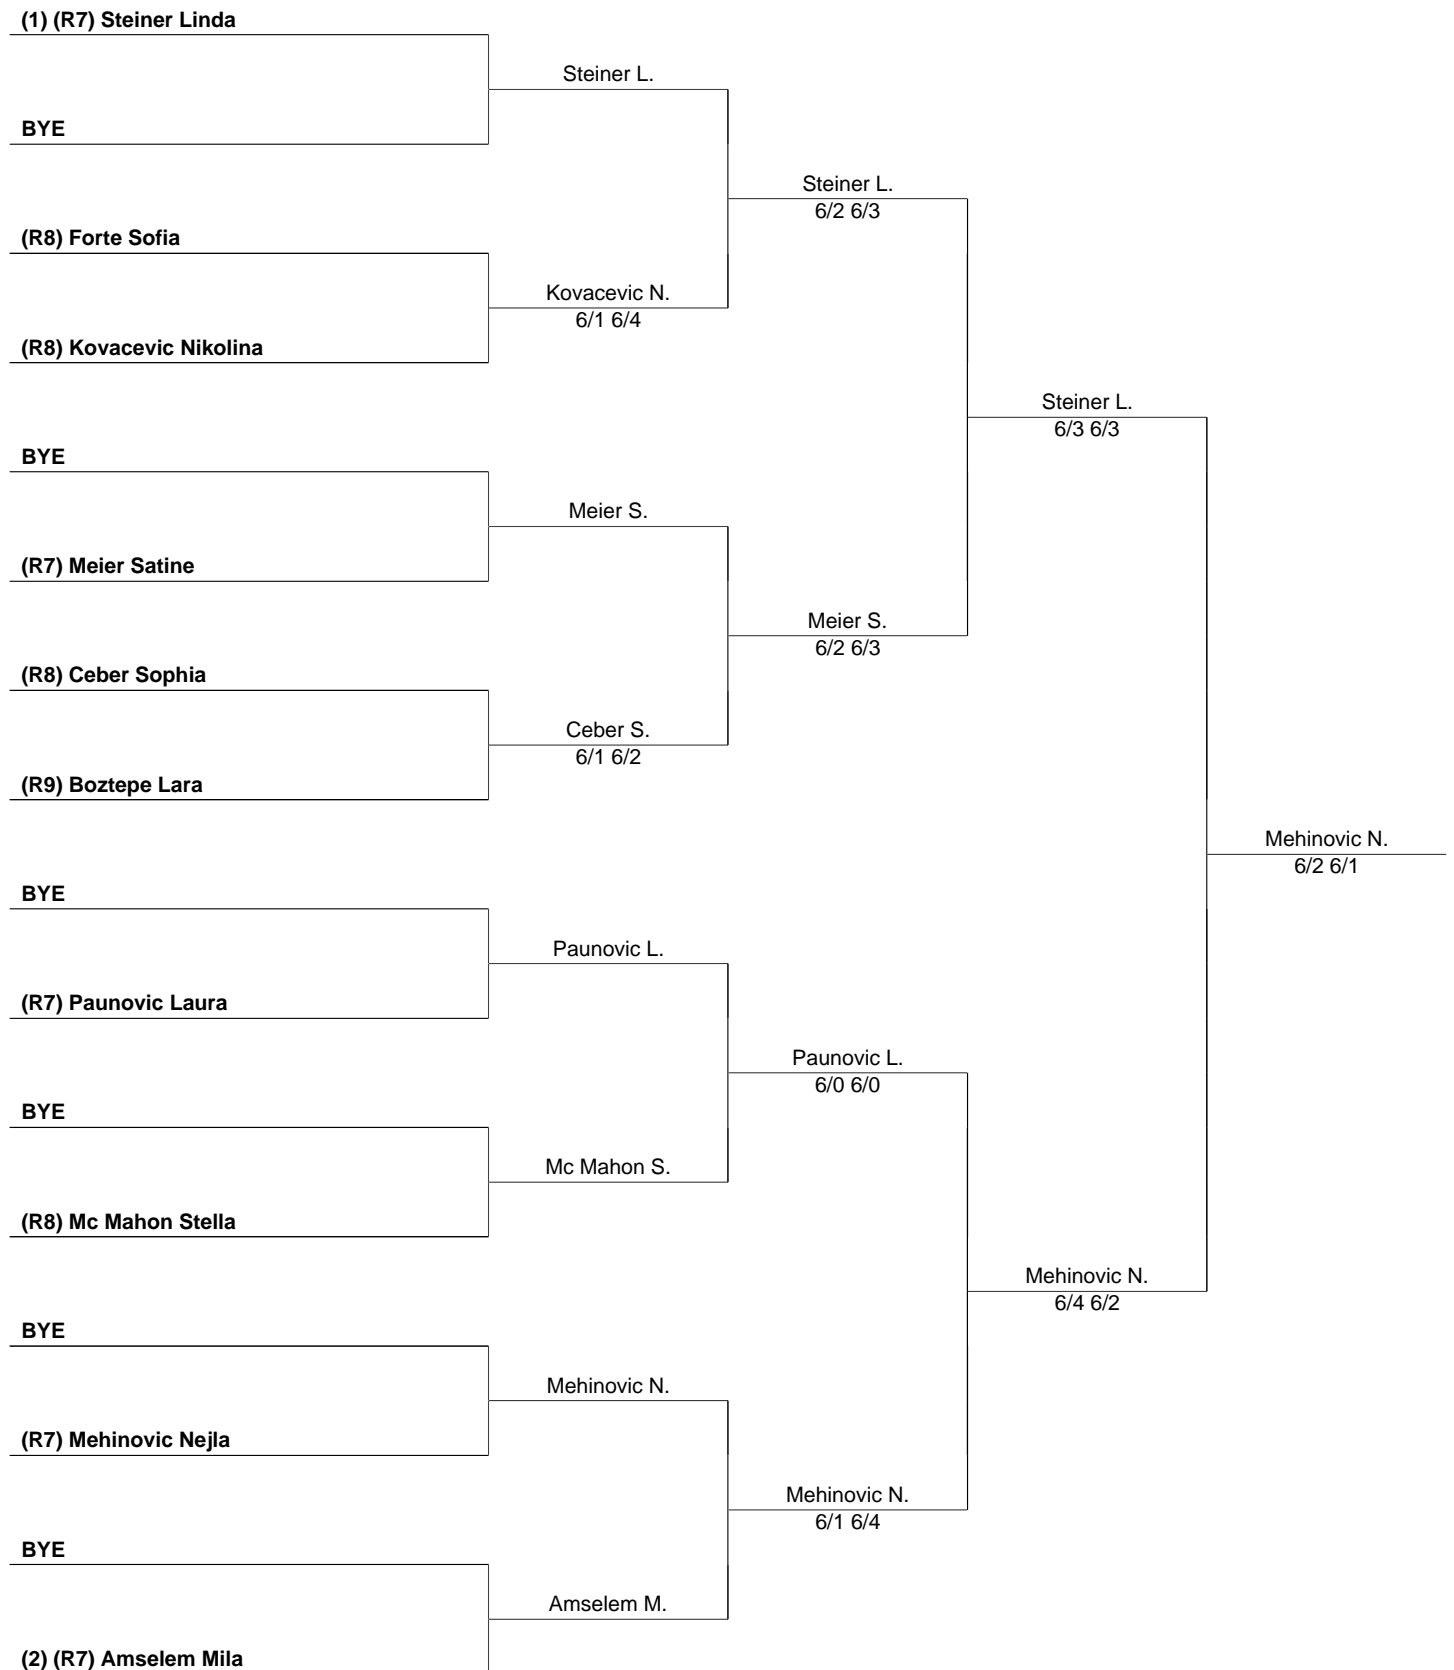 (1) (R7) Steiner Linda
Steiner L.
BYE
Steiner L.
6/2 6/3
(R8) Forte Sofia
Kovacevic N.
6/1 6/4
(R8) Kovacevic Nikolina
Steiner L.
6/3 6/3
BYE
Meier S.
(R7) Meier Satine
Meier S.
6/2 6/3
(R8) Ceber Sophia
Ceber S.
6/1 6/2
(R9) Boztepe Lara
Mehinovic N.
6/2 6/1
BYE
Paunovic L.
(R7) Paunovic Laura
Paunovic L.
6/0 6/0
BYE
Mc Mahon S.
(R8) Mc Mahon Stella
Mehinovic N.
6/4 6/2
BYE
Mehinovic N.
(R7) Mehinovic Nejla
Mehinovic N.
6/1 6/4
BYE
Amselem M.
(2) (R7) Amselem Mila